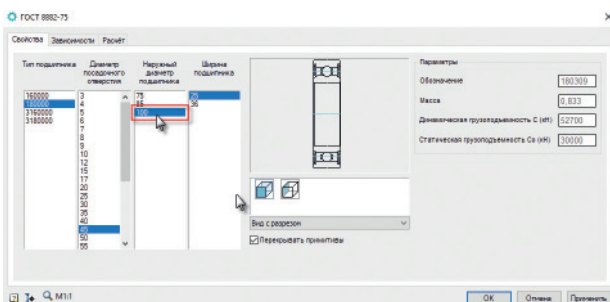 ГОСТ 8882-75
Свойства Зависимости Расчёт
Тип подшипника
160000
180000
3160000
3180000
Диаметр
посадочного
отверстия
3
4
5
6
7
8
9
10
12
15
17
20
25
30
35
40
45
50
55
Наружный
диаметр
подшипника
75
85
100
Ширина
подшипника
25
36
Вид с разрезом
Перекрывать примитивы
Параметры
Обозначение 180309
Масса 0,833
Динамическая грузоподъемность C (кН) 52700
Статическая грузоподъемность Co (кН) 30000
М1:1
OK Отмена Применить